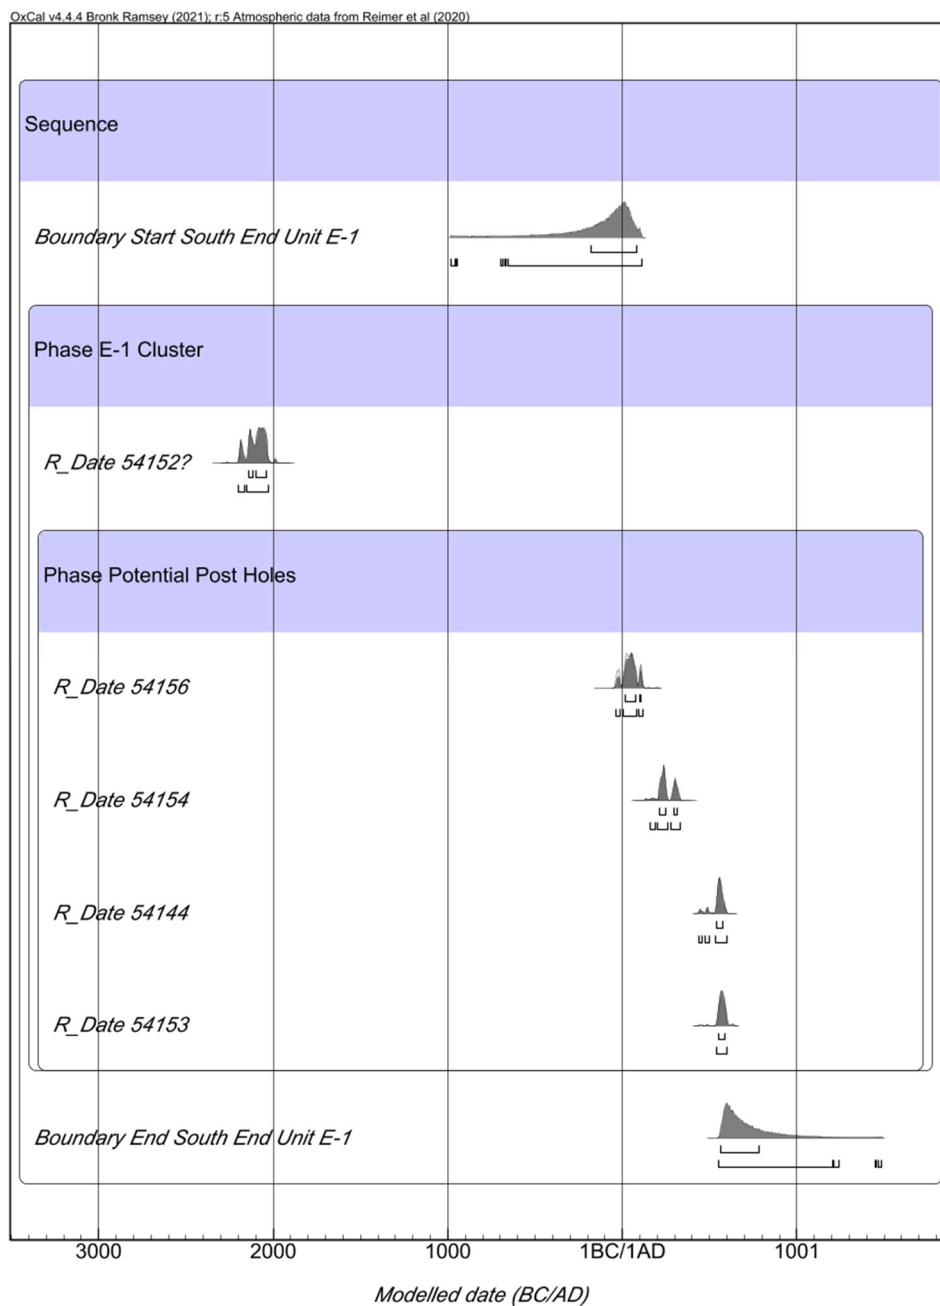 OxCal v4.4.4 Bronk Ramsey (2021); r:5 Atmospheric data from Reimer et al (2020)
Sequence
Boundary Start South End Unit E-1
Phase E-1 Cluster
R_Date 54152?
Phase Potential Post Holes
R_Date 54156
R_Date 54154
R_Date 54144
R_Date 54153
Boundary End South End Unit E-1
3000 2000 1000 1BC/1AD 1001
Modelled date (BC/AD)